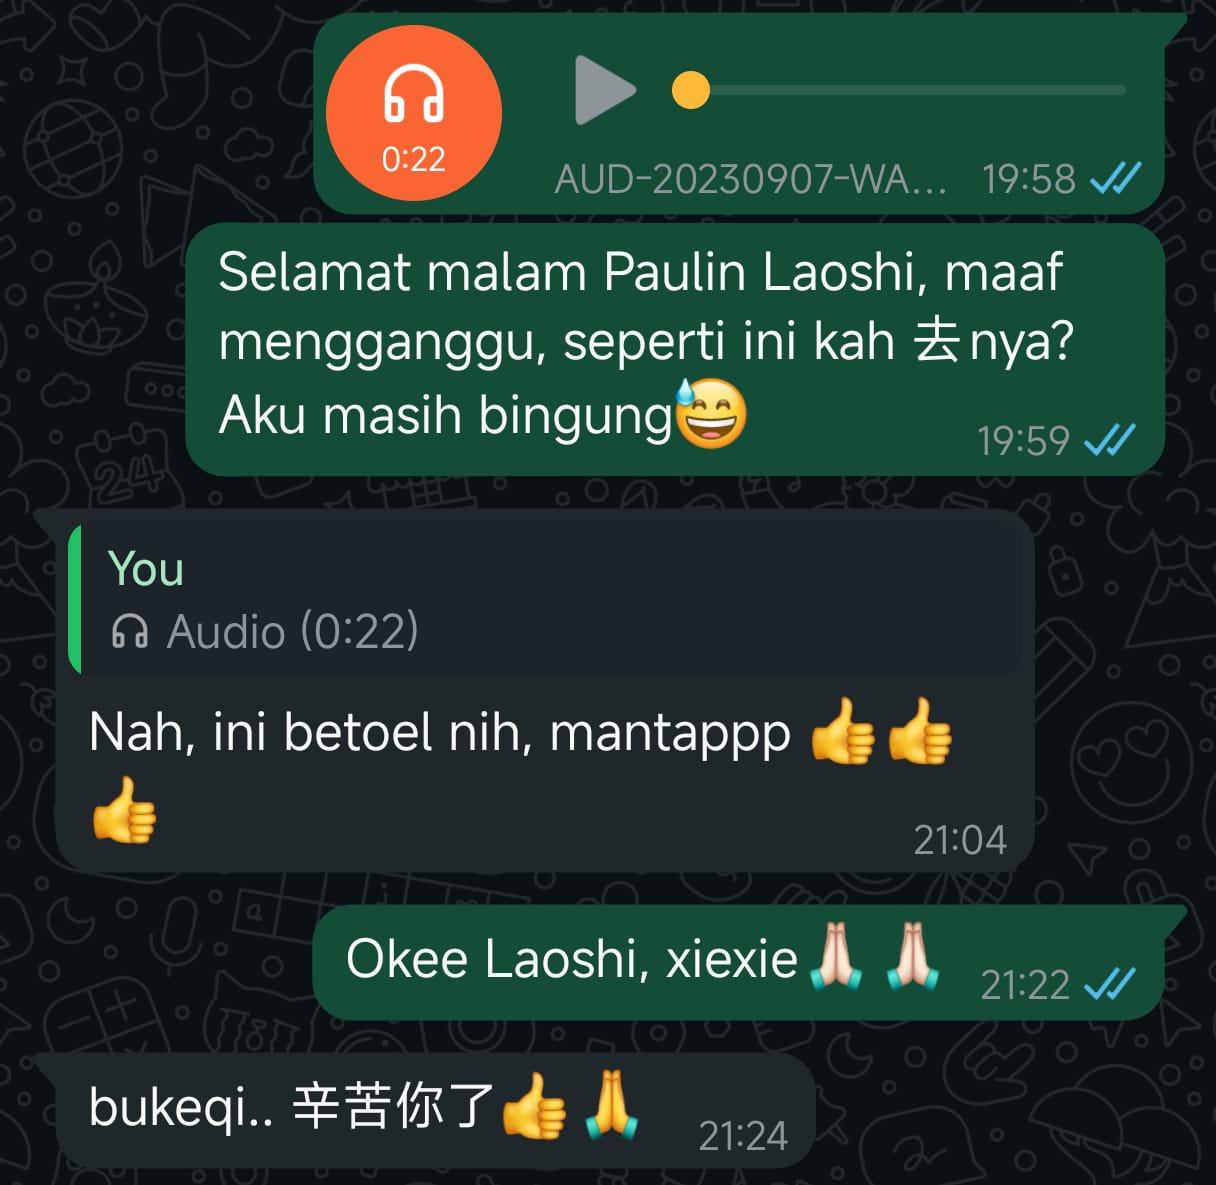 0:22
AUD-20230907-WA... 19:58
Selamat malam Paulin Laoshi, maaf
mengganggu, seperti ini kah 去nya?
Aku masih bingung😅
19:59
You
Audio (0:22)
Nah, ini betoel nih, mantappp 👍👍
👍
21:04
Okee Laoshi, xiexie🙏🏻🙏🏻 21:22
bukeqi.. 辛苦你了👍🙏 21:24